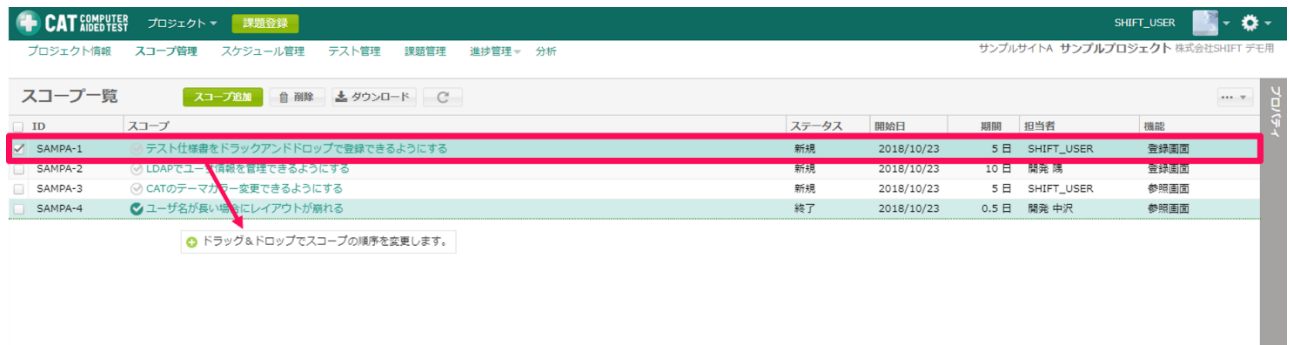 CAT COMPUTER AIDED TEST プロジェクト 課題登録 SHIFT_USER
プロジェクト情報 スコープ管理 スケジュール管理 テスト管理 課題管理 進捗管理 分析 サンプルサイトA サンプルプロジェクト 株式会社SHIFT デモ用
スコープ一覧 スコープ追加 削除 ダウンロード ...
プロパティ
ID スコープ ステータス 開始日 期間 担当者 機能
SAMPA-1 テスト仕様書をドラックアンドドロップで登録できるようにする 新規 2018/10/23 5 日 SHIFT_USER 登録画面
SAMPA-2 LDAPでユーザ情報を管理できるようにする 新規 2018/10/23 10 日 開発 隅 登録画面
SAMPA-3 CATのテーマカラー変更できるようにする 新規 2018/10/23 5 日 SHIFT_USER 参照画面
SAMPA-4 ユーザ名が長い場合にレイアウトが崩れる 終了 2018/10/23 0.5 日 開発 中沢 参照画面
ドラッグ&ドロップでスコープの順序を変更します。